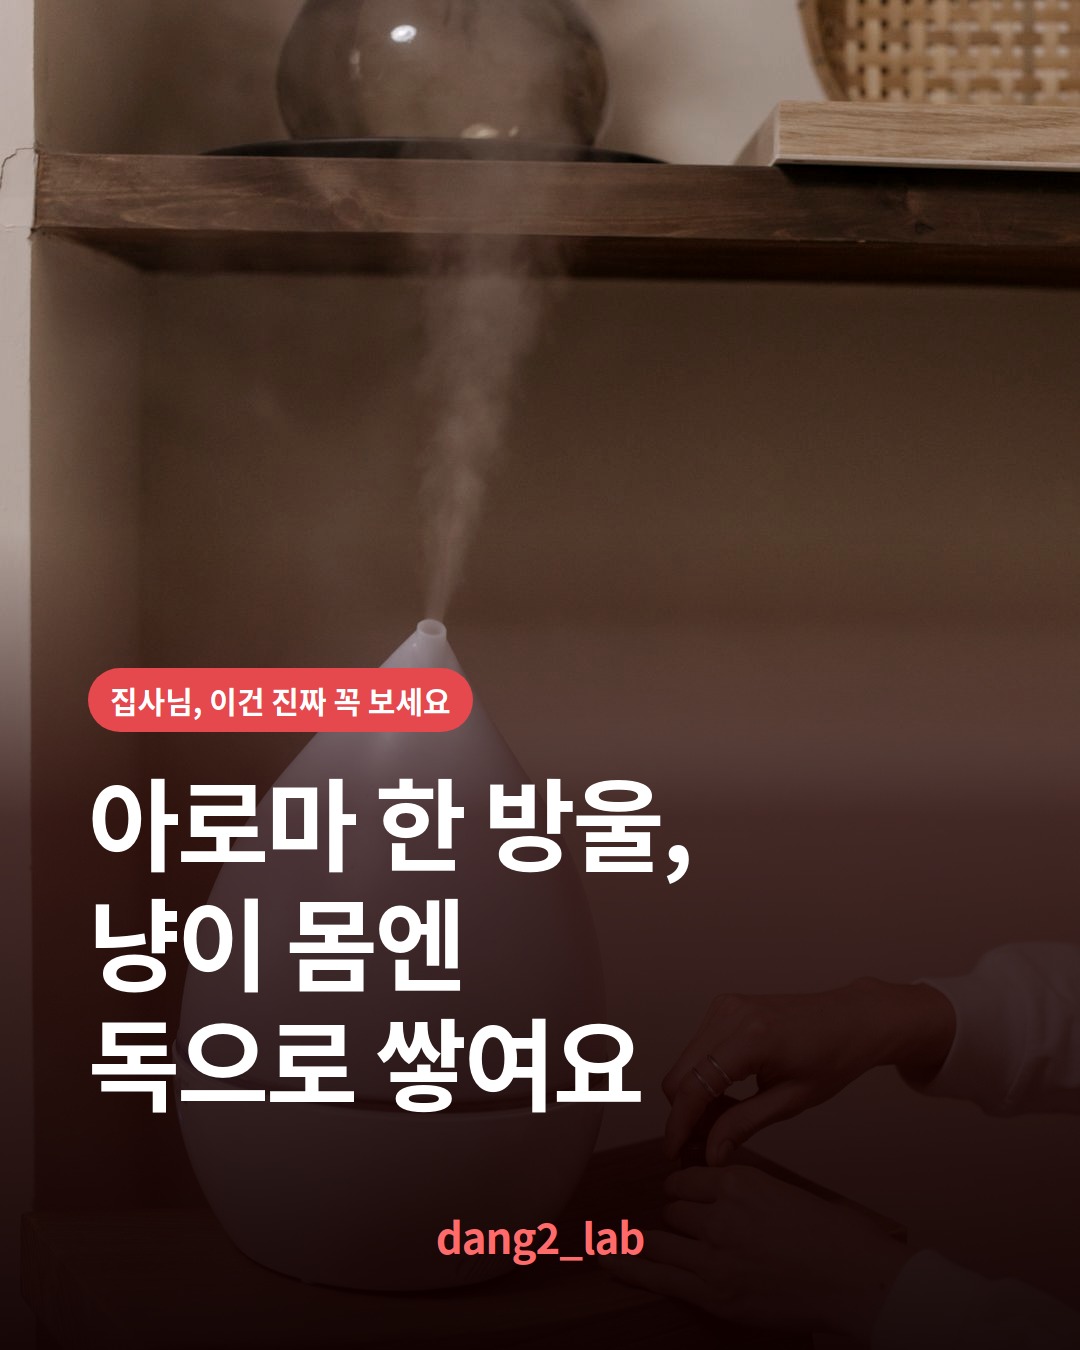 집사님, 이건 진짜 꼭 보세요
아로마 한 방울,
냥이 몸엔
독으로 쌓여요
dang2_lab